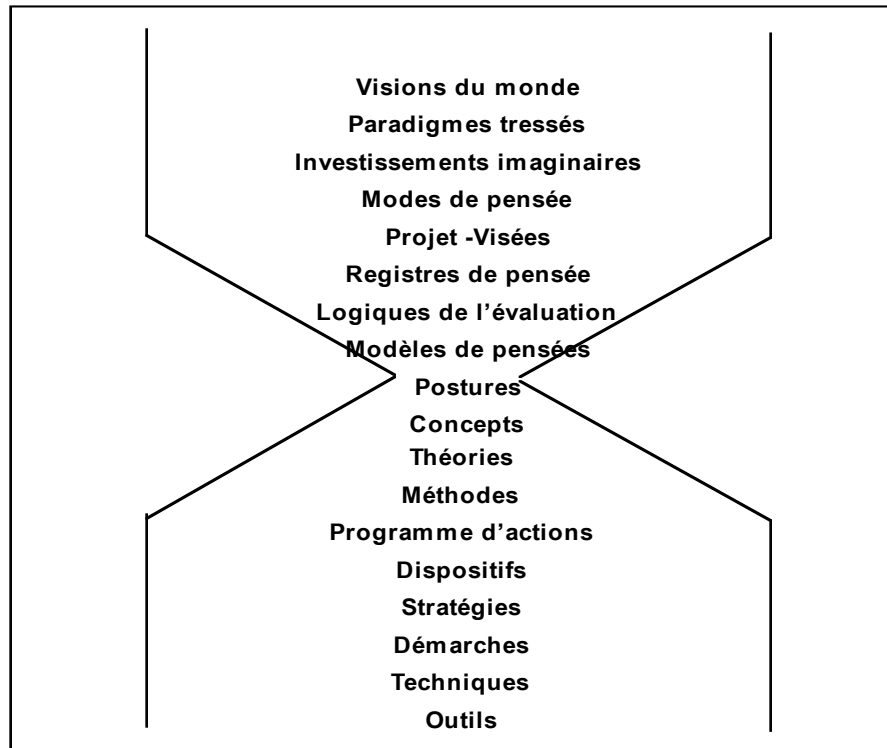 Visions du monde
Paradigmes tressés
Investissements imaginaires
Modes de pensée
Projet -Visées
Registres de pensée
Logiques de l'évaluation
Modèles de pensées
Postures
Concepts
Théories
Méthodes
Programme d'actions
Dispositifs
Stratégies
Démarches
Techniques
Outils